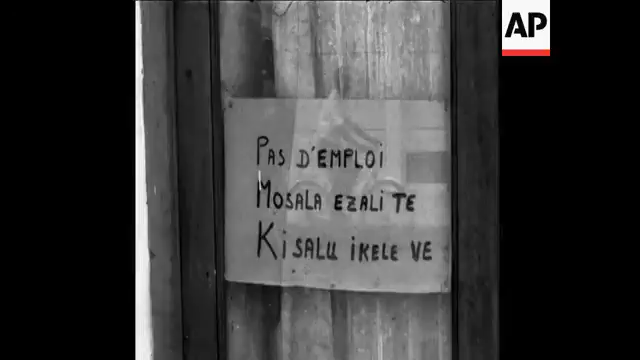 AP
PAS D'EMPLOI
MOSALA EZALI TE
KISALU IKELE VE